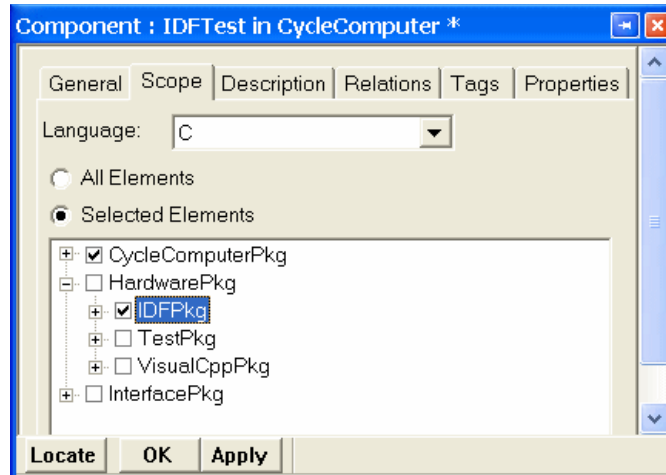 Component : IDFTest in CycleComputer *
General Scope Description Relations Tags Properties
Language: C
All Elements
Selected Elements
CycleComputerPkg
HardwarePkg
IDFPkg
TestPkg
VisualCppPkg
InterfacePkg
Locate OK Apply